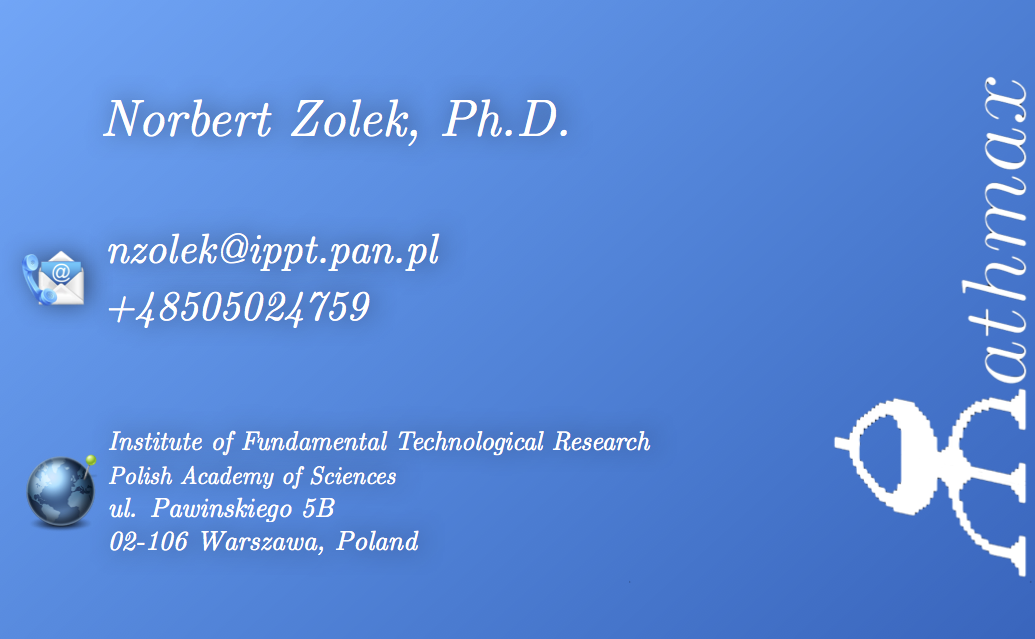 Norbert Zolek, Ph.D.
nzolek@ippt.pan.pl
+48505024759
Institute of Fundamental Technological Research
Polish Academy of Sciences
ul. Pawinskiego 5B
02-106 Warszawa, Poland
mathmax